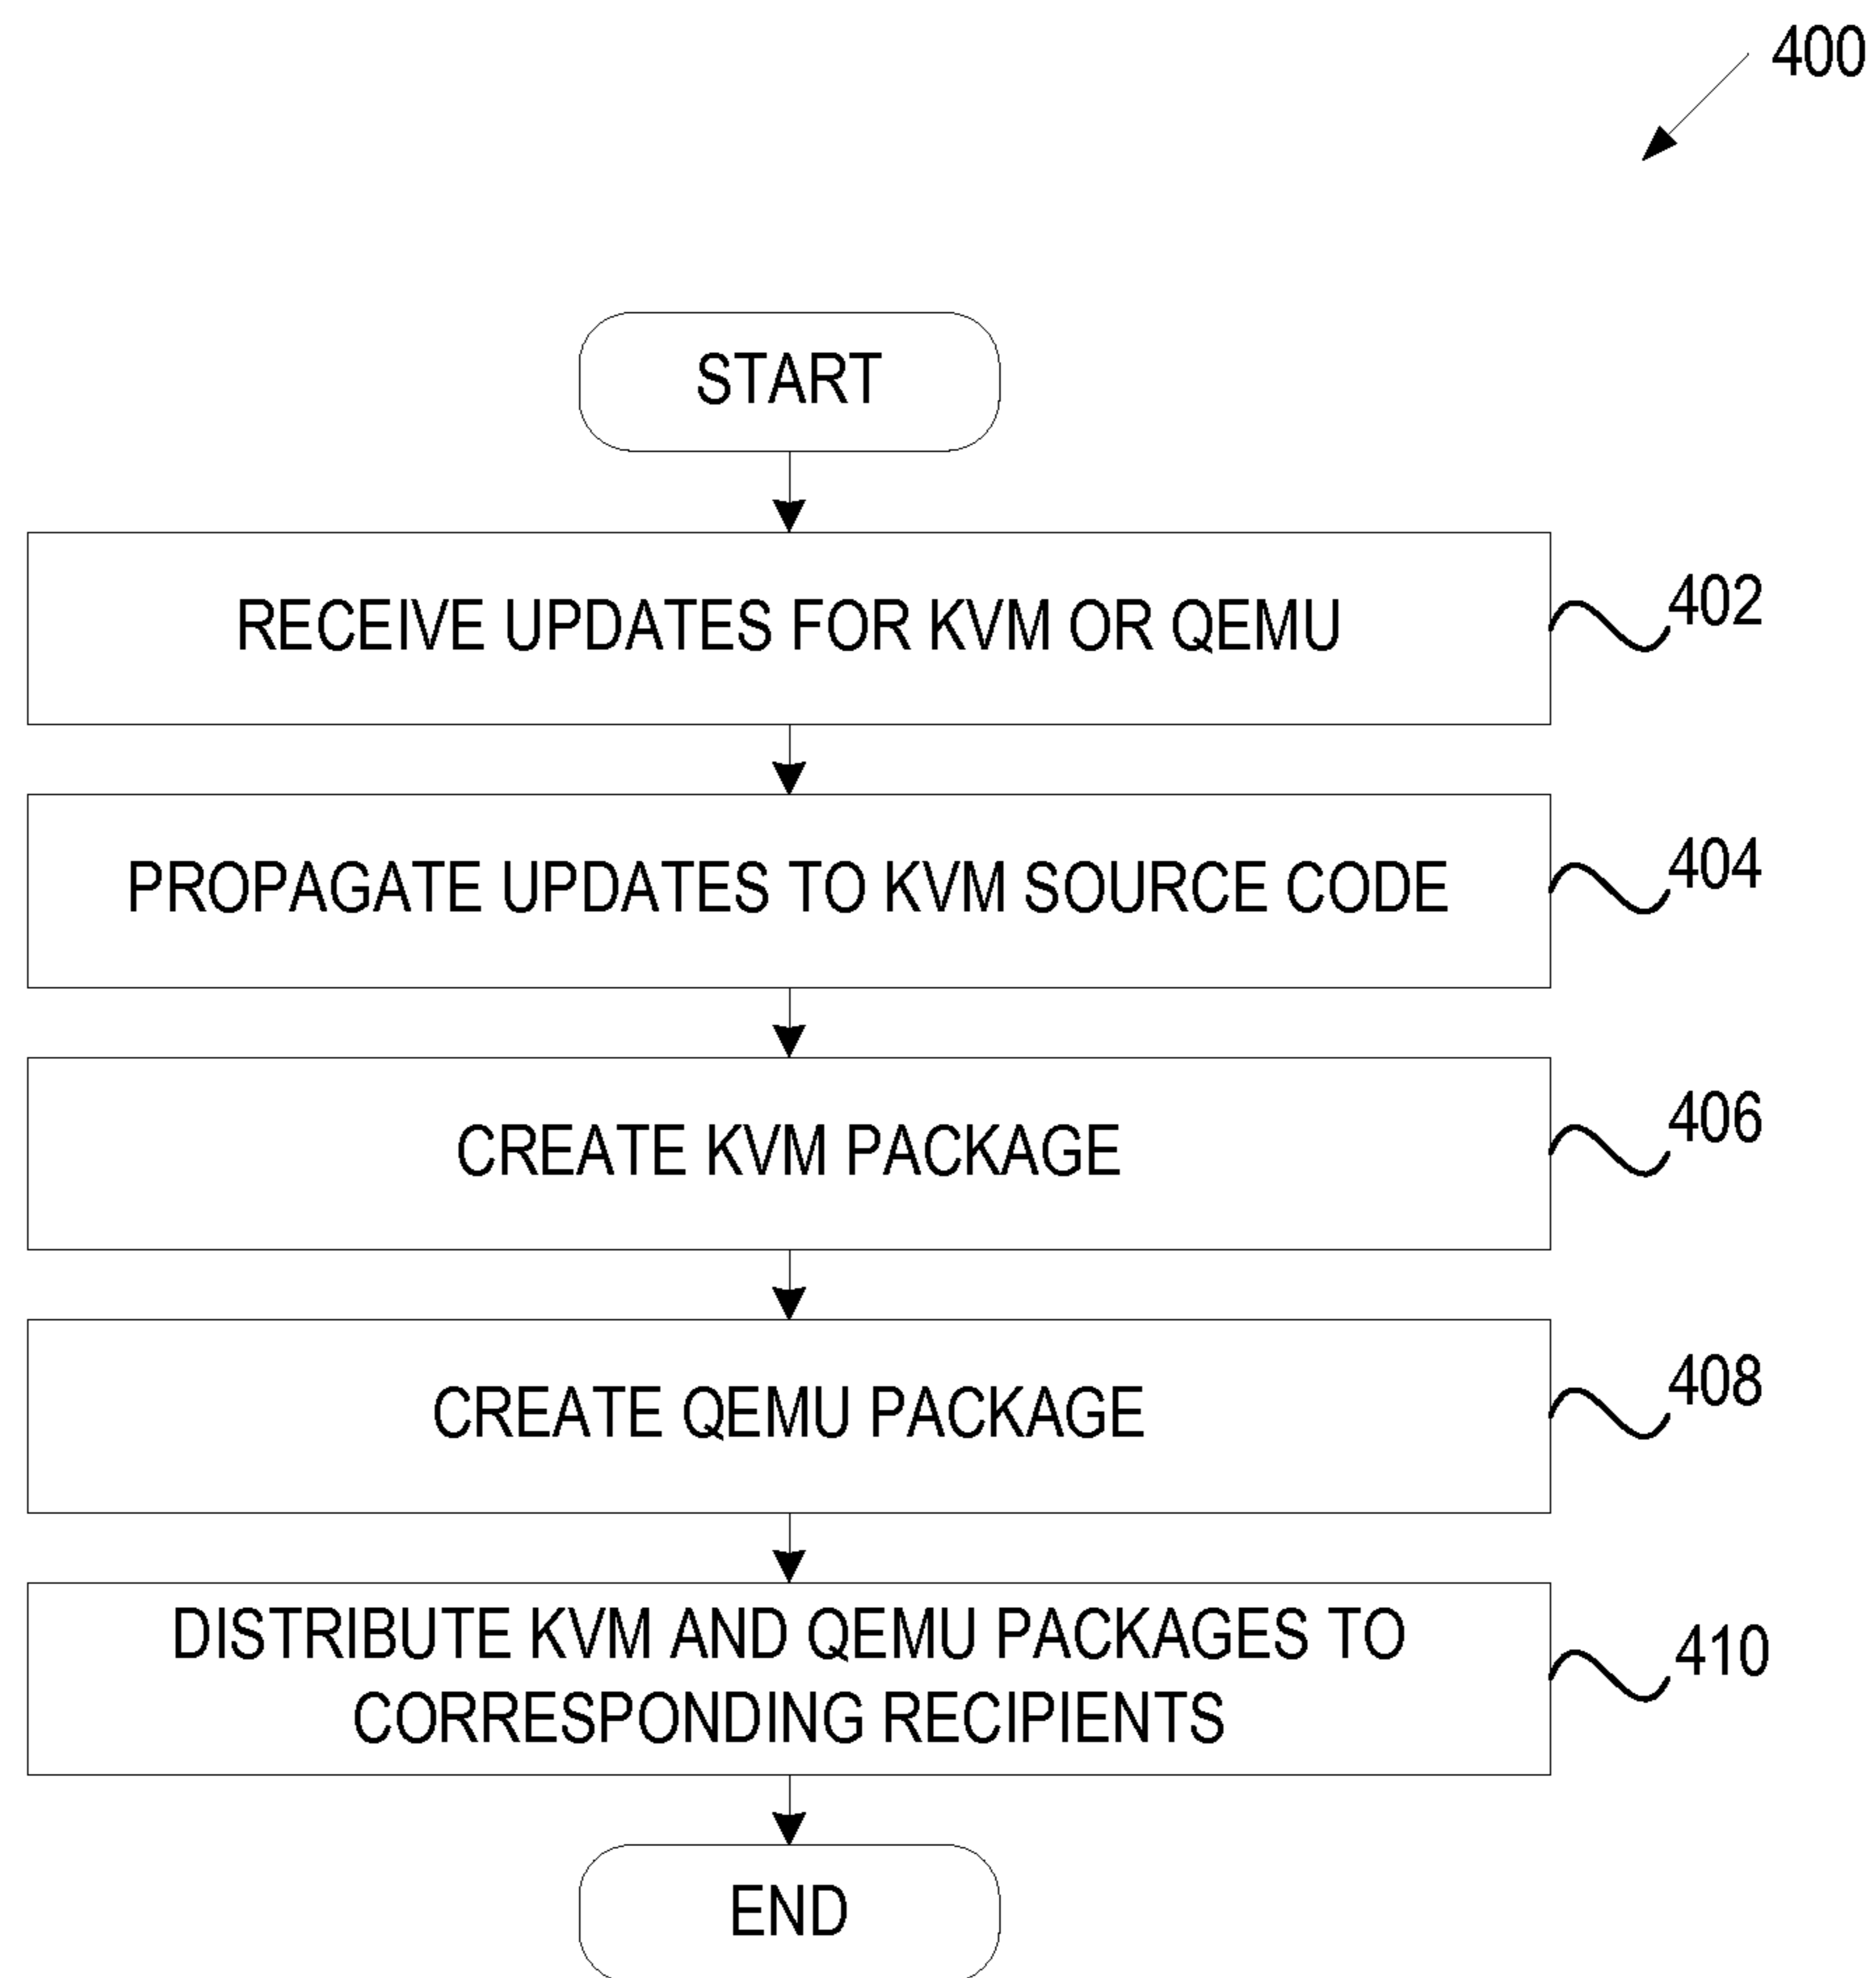 400
START
RECEIVE UPDATES FOR KVM OR QEMU
402
PROPAGATE UPDATES TO KVM SOURCE CODE
404
CREATE KVM PACKAGE
406
CREATE QEMU PACKAGE
408
DISTRIBUTE KVM AND QEMU PACKAGES TO
CORRESPONDING RECIPIENTS
410
END